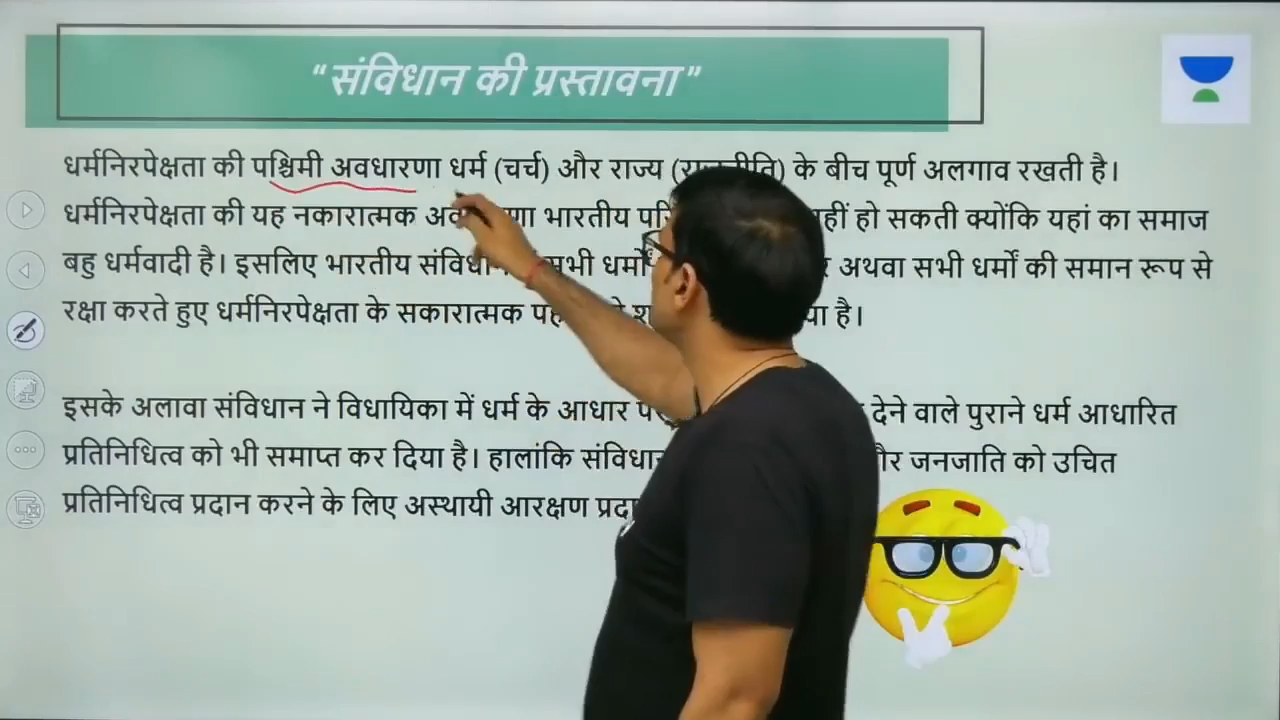 “संविधान की प्रस्तावना”
धर्मनिरपेक्षता की पश्चिमी अवधारणा धर्म (चर्च) और राज्य (राजनीति) के बीच पूर्ण अलगाव रखती है।
धर्मनिरपेक्षता की यह नकारात्मक भारतीय नहीं हो सकती क्योंकि यहां का समाज
बहु धर्मवादी है। इसलिए भारतीय सभी धर्मों अथवा सभी धर्मों की समान रूप से
रक्षा करते हुए धर्मनिरपेक्षता के सकारात्मक है।
इसके अलावा संविधान ने विधायिका में धर्म के आधार देने वाले पुराने धर्म आधारित
प्रतिनिधित्व को भी समाप्त कर दिया है। हालांकि और जनजाति को उचित
प्रतिनिधित्व प्रदान करने के लिए अस्थायी आरक्षण